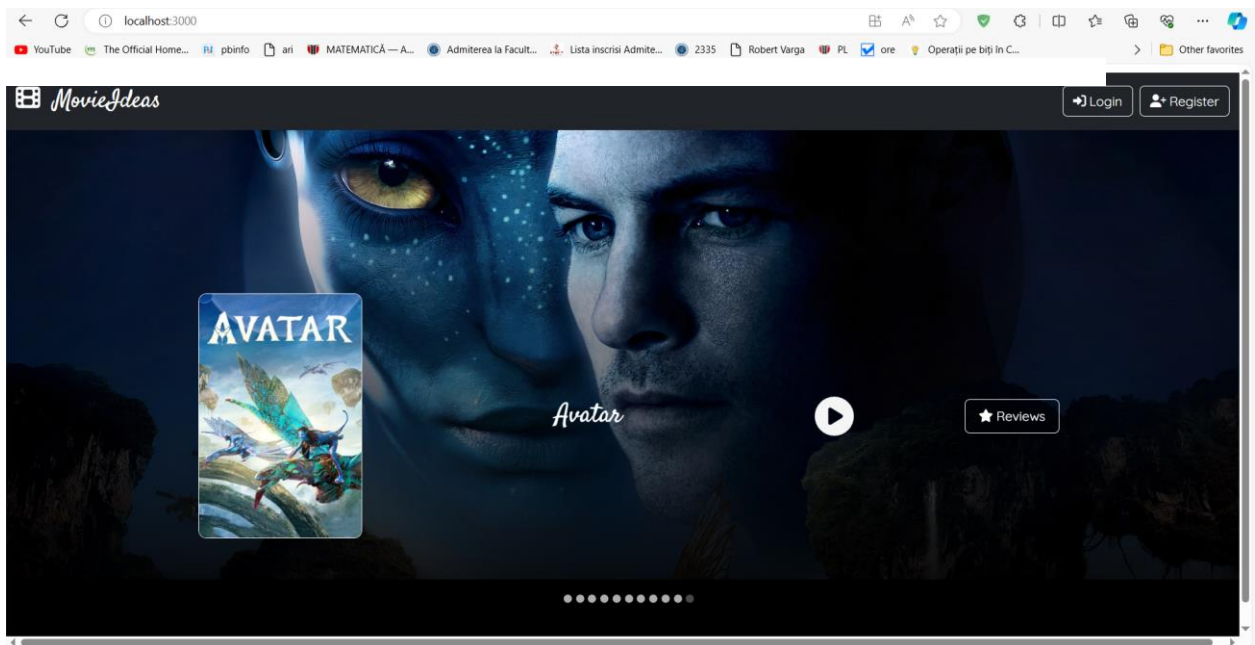 localhost:3000
YouTube The Official Home... pbinfo ari MATEMATICĂ — A... Admiterea la Facult... Lista inscrisi Admite... 2335 Robert Varga PL ore Operații pe biți în C... Other favorites
MovieIdeas Login Register
AVATAR
Avatar Reviews